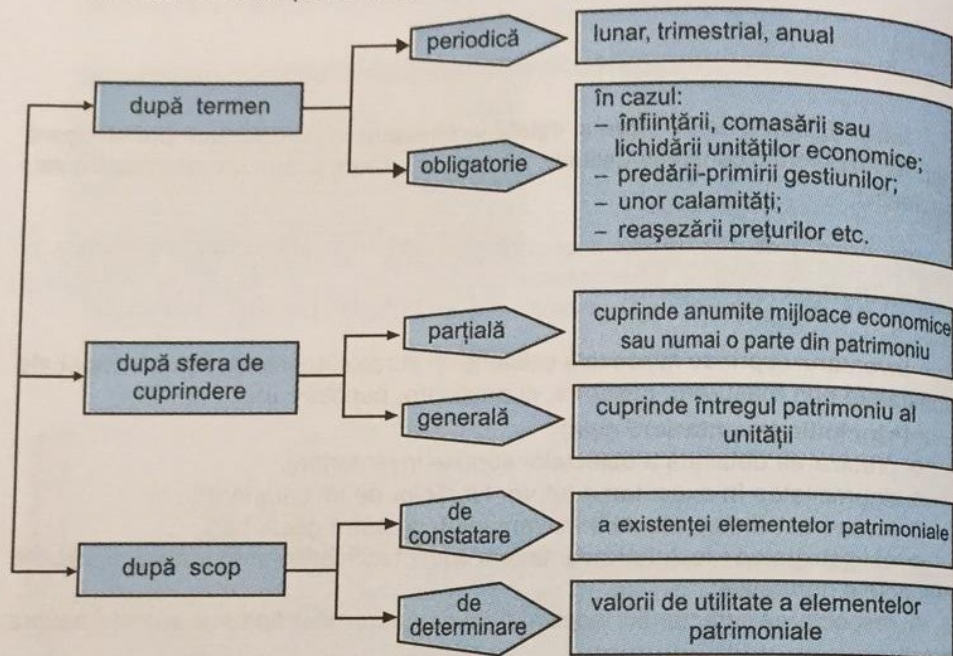 după termen
periodică
lunar, trimestrial, anual
obligatorie
în cazul:
– înființării, comasării sau
lichidării unităților economice;
– predării-primirii gestiunilor;
– unor calamități;
– reaşezării prețurilor etc.
după sfera de
cuprindere
parțială
cuprinde anumite mijloace economice
sau numai o parte din patrimoniu
generală
cuprinde întregul patrimoniu al
unității
după scop
de
constatare
a existenței elementelor patrimoniale
de
determinare
valorii de utilitate a elementelor
patrimoniale